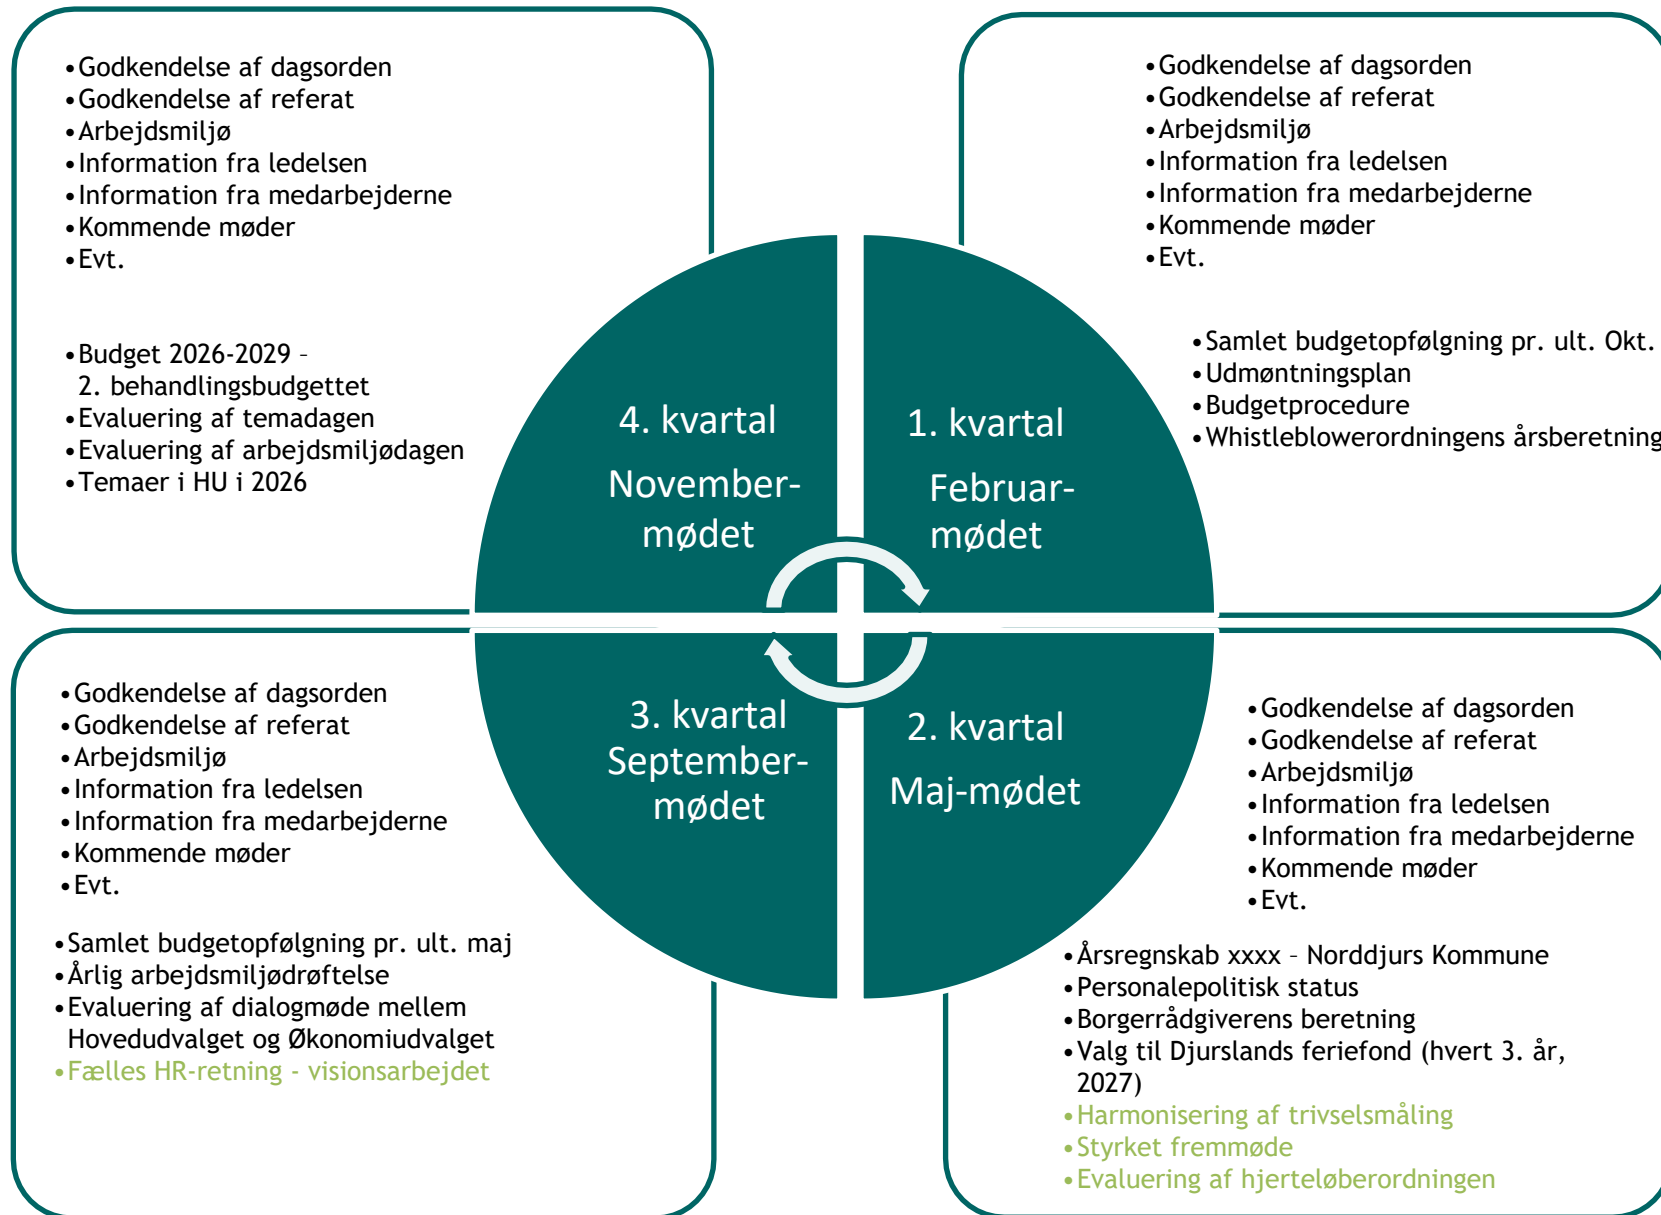 •Godkendelse af dagsorden
•Godkendelse af referat
•Arbejdsmiljø
•Information fra ledelsen
•Information fra medarbejderne
•Kommende møder
•Evt.
•Budget 2026-2029 –
2. behandlingsbudgettet
•Evaluering af temadagen
•Evaluering af arbejdsmiljødagen
•Temaer i HU i 2026
4. kvartal
November-
mødet
•Godkendelse af dagsorden
•Godkendelse af referat
•Arbejdsmiljø
•Information fra ledelsen
•Information fra medarbejderne
•Kommende møder
•Evt.
•Samlet budgetopfølgning pr. ult. Okt.
•Udmøntningsplan
•Budgetprocedure
•Whistleblowerordningens årsberetning
1. kvartal
Februar-
mødet
•Godkendelse af dagsorden
•Godkendelse af referat
•Arbejdsmiljø
•Information fra ledelsen
•Information fra medarbejderne
•Kommende møder
•Evt.
•Samlet budgetopfølgning pr. ult. maj
•Årlig arbejdsmiljødrøftelse
•Evaluering af dialogmøde mellem
Hovedudvalget og Økonomiudvalget
•Fælles HR-retning - visionsarbejdet
3. kvartal
September-
mødet
2. kvartal
Maj-mødet
•Godkendelse af dagsorden
•Godkendelse af referat
•Arbejdsmiljø
•Information fra ledelsen
•Information fra medarbejderne
•Kommende møder
•Evt.
•Årsregnskab xxxx – Norddjurs Kommune
•Personalepolitisk status
•Borgerrådgiverens beretning
•Valg til Djurslands feriefond (hvert 3. år,
2027)
•Harmonisering af trivselsmåling
•Styrket fremmøde
•Evaluering af hjerteløberordningen